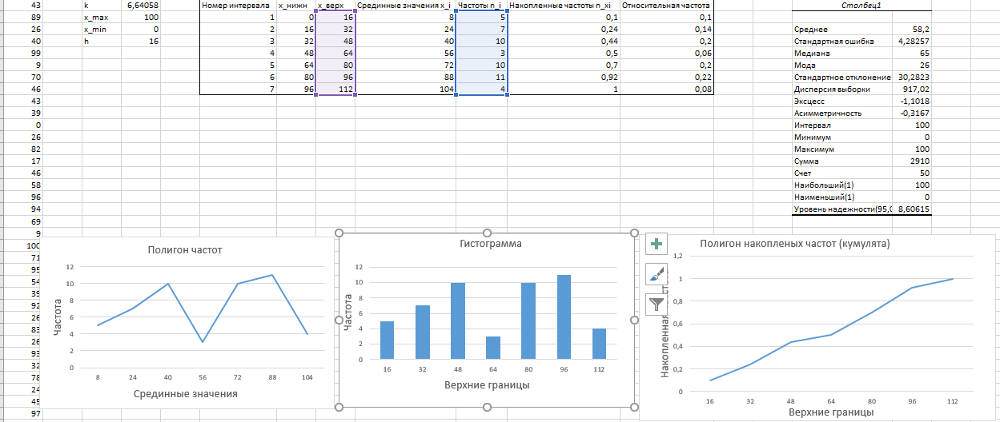 43 k 6,64058 Номер интервала x_нижн x_верх Срединные значения x_i Частоты n_i Накопленные частоты n_xi Относительная частота Столбец1
89 x_max 100 1 0 16 8 5 0,1 0,1
26 x_min 0 2 16 32 24 7 0,24 0,14 Среднее 58,2
40 h 16 3 32 48 40 10 0,44 0,2 Стандартная ошибка 4,28257
99 4 48 64 56 3 0,5 0,06 Медиана 65
9 5 64 80 72 10 0,7 0,2 Мода 26
70 6 80 96 88 11 0,92 0,22 Стандартное отклонение 30,2823
46 7 96 112 104 4 1 0,08 Дисперсия выборки 917,02
43 Эксцесс -1,1018
39 Асимметричность -0,3167
0 Интервал 100
26 Минимум 0
82 Максимум 100
17 Сумма 2910
46 Счет 50
58 Наибольший(1) 100
96 Наименьший(1) 0
94 Уровень надежности(95,0 8,60615
69
9
100
71
95
54
39
92
26
83
26
93
32
78
24
45
97
Полигон частот
Частота
12
10
8
6
4
2
0
8 24 40 56 72 88 104
Срединные значения
Гистограмма
Частота
12
10
8
6
4
2
0
16 32 48 64 80 96 112
Верхние границы
Полигон накопленых частот (кумулята)
Накопленная
1,2
1
0,8
0,6
0,4
0,2
0
16 32 48 64 80 96 112
Верхние границы